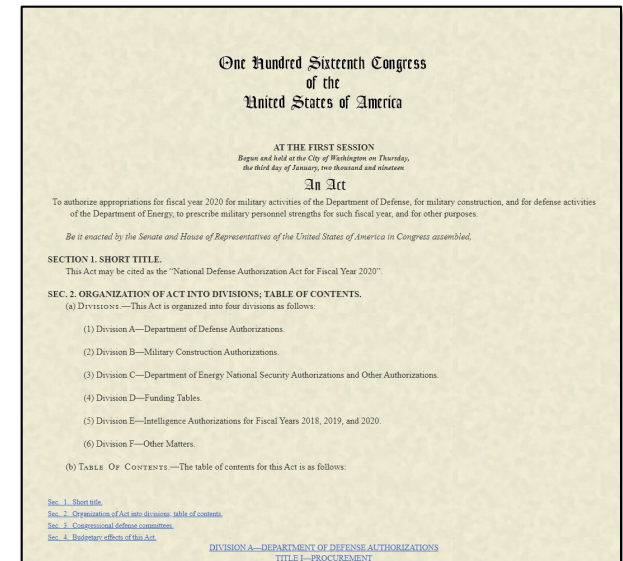 One Hundred Sixteenth Congress
of the
United States of America
AT THE FIRST SESSION
Begun and held at the City of Washington on Thursday,
the third day of January, two thousand and nineteen
An Act
To authorize appropriations for fiscal year 2020 for military activities of the Department of Defense, for military construction, and for defense activities
of the Department of Energy, to prescribe military personnel strengths for such fiscal year, and for other purposes.
Be it enacted by the Senate and House of Representatives of the United States of America in Congress assembled,
SECTION 1. SHORT TITLE.
This Act may be cited as the “National Defense Authorization Act for Fiscal Year 2020”.
SEC. 2. ORGANIZATION OF ACT INTO DIVISIONS; TABLE OF CONTENTS.
(a) DIVISIONS.—This Act is organized into four divisions as follows:
(1) Division A—Department of Defense Authorizations.
(2) Division B—Military Construction Authorizations.
(3) Division C—Department of Energy National Security Authorizations and Other Authorizations.
(4) Division D—Funding Tables.
(5) Division E—Intelligence Authorizations for Fiscal Years 2018, 2019, and 2020.
(6) Division F—Other Matters.
(b) TABLE OF CONTENTS.—The table of contents for this Act is as follows:
Sec. 1. Short title.
Sec. 2. Organization of Act into divisions; table of contents.
Sec. 3. Congressional defense committees.
Sec. 4. Budgetary effects of this Act.
DIVISION A—DEPARTMENT OF DEFENSE AUTHORIZATIONS
TITLE I—PROCUREMENT